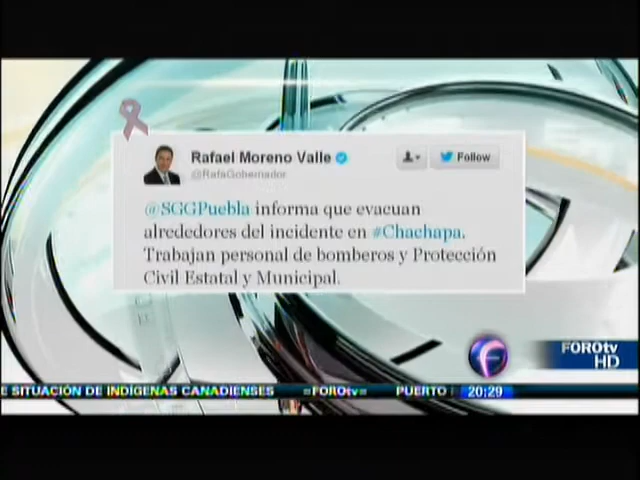 Rafael Moreno Valle
@RafaGobernador
Follow
@SGGPuebla informa que evacuan
alrededores del incidente en #Chachapa.
Trabajan personal de bomberos y Protección
Civil Estatal y Municipal.
FOROtv
HD
E SITUACIÓN DE INDÍGENAS CANADIENSES =FOROtv= PUERTO 20:29